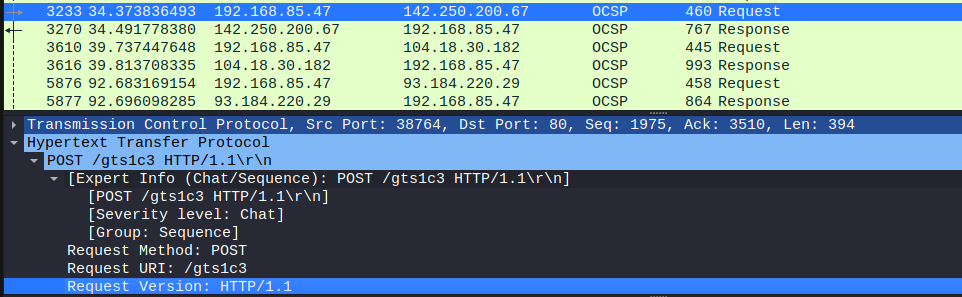 3233 34.373836493 192.168.85.47 142.250.200.67 OCSP 460 Request
3270 34.491778380 142.250.200.67 192.168.85.47 OCSP 767 Response
3610 39.737447648 192.168.85.47 104.18.30.182 OCSP 445 Request
3616 39.813708335 104.18.30.182 192.168.85.47 OCSP 993 Response
5876 92.683169154 192.168.85.47 93.184.220.29 OCSP 458 Request
5877 92.696098285 93.184.220.29 192.168.85.47 OCSP 864 Response
Transmission Control Protocol, Src Port: 38764, Dst Port: 80, Seq: 1975, Ack: 3510, Len: 394
Hypertext Transfer Protocol
POST /gts1c3 HTTP/1.1\r\n
[Expert Info (Chat/Sequence): POST /gts1c3 HTTP/1.1\r\n]
[POST /gts1c3 HTTP/1.1\r\n]
[Severity level: Chat]
[Group: Sequence]
Request Method: POST
Request URI: /gts1c3
Request Version: HTTP/1.1